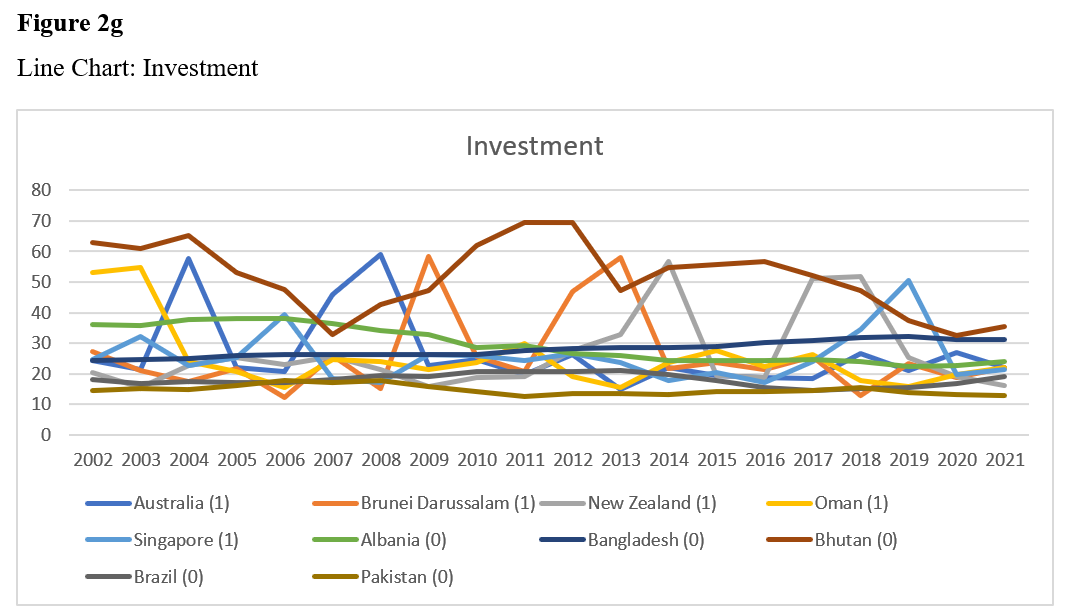 Figure 2g
Line Chart: Investment
Investment
80
70
60
50
40
30
20
10
0
2002 2003 2004 2005 2006 2007 2008 2009 2010 2011 2012 2013 2014 2015 2016 2017 2018 2019 2020 2021
Australia (1) Brunei Darussalam (1) New Zealand (1) Oman (1)
Singapore (1) Albania (0) Bangladesh (0) Bhutan (0)
Brazil (0) Pakistan (0)